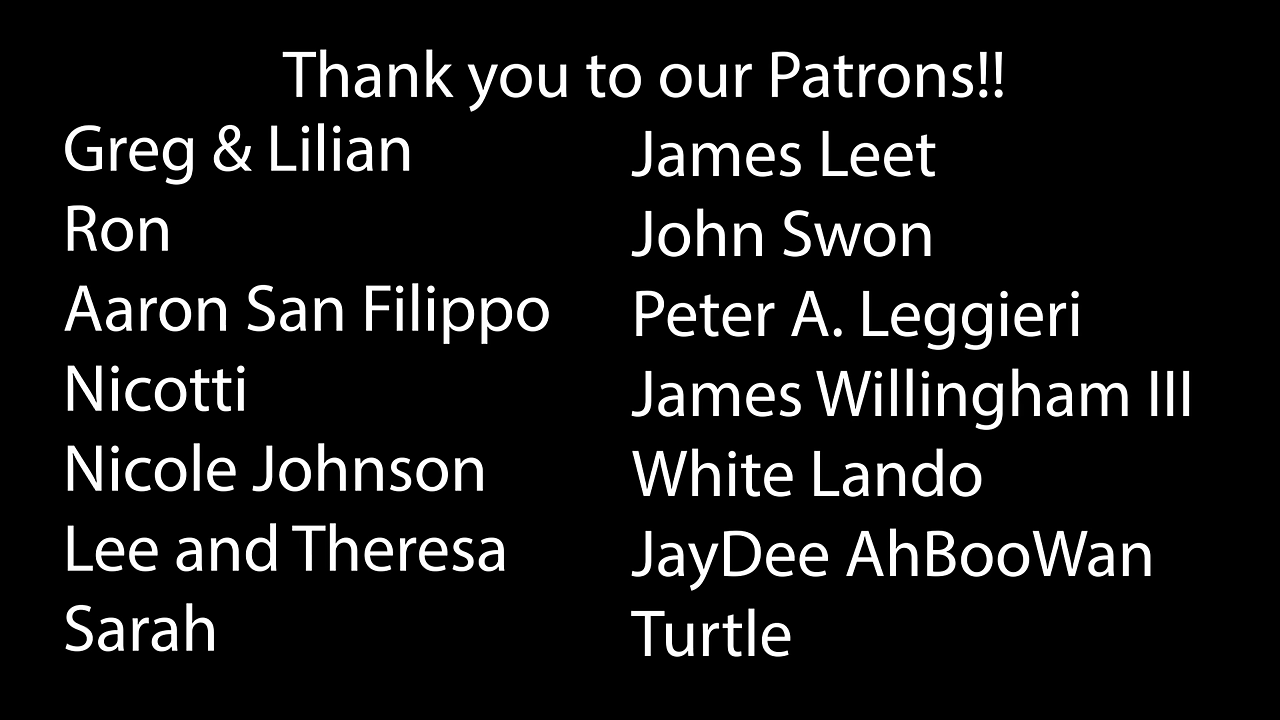 Thank you to our Patrons!!
Greg & Lilian
Ron
Aaron San Filippo
Nicotti
Nicole Johnson
Lee and Theresa
Sarah
James Leet
John Swon
Peter A. Leggieri
James Willingham III
White Lando
JayDee AhBooWan
Turtle